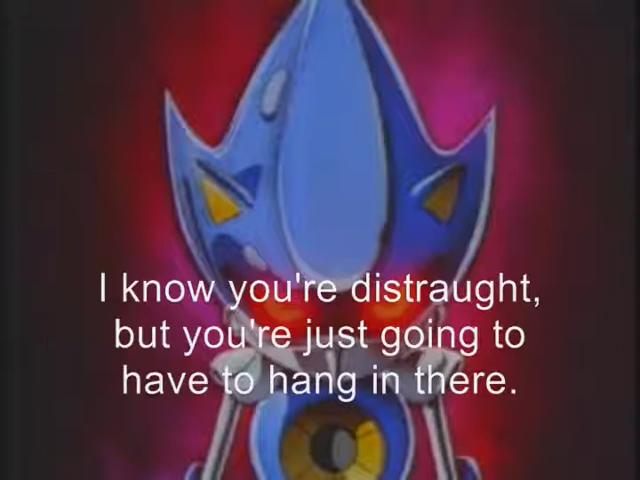 I know you're distraught,
but you're just going to
have to hang in there.